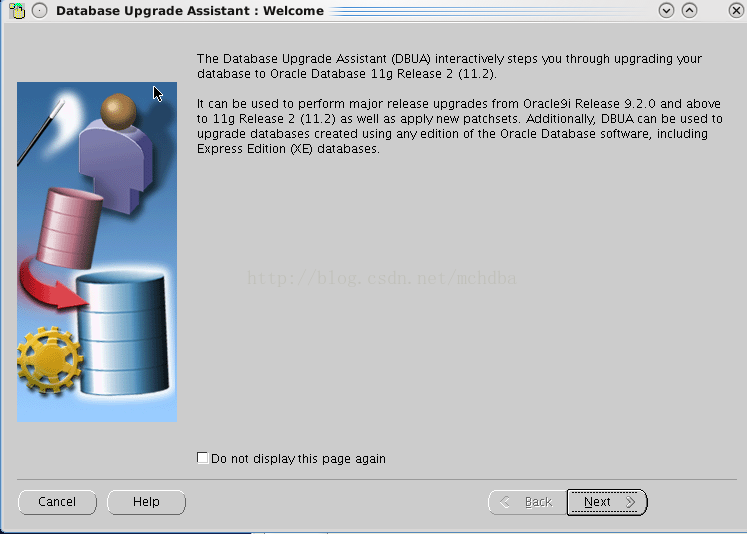 Database Upgrade Assistant : Welcome
The Database Upgrade Assistant (DBUA) interactively steps you through upgrading your
database to Oracle Database 11g Release 2 (11.2).
It can be used to perform major release upgrades from Oracle9i Release 9.2.0 and above
to 11g Release 2 (11.2) as well as apply new patchsets. Additionally, DBUA can be used to
upgrade databases created using any edition of the Oracle Database software, including
Express Edition (XE) databases.
http://blog.csdn.net/mchdba
Do not display this page again
Cancel Help Back Next